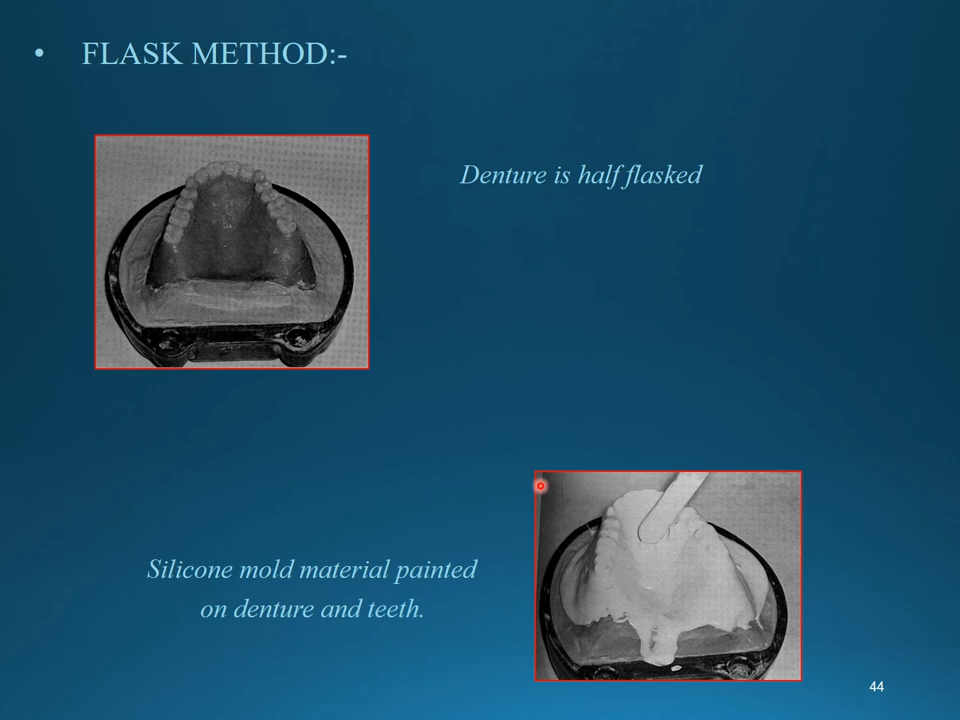 • FLASK METHOD:-
Denture is half flasked
Silicone mold material painted
on denture and teeth.
44